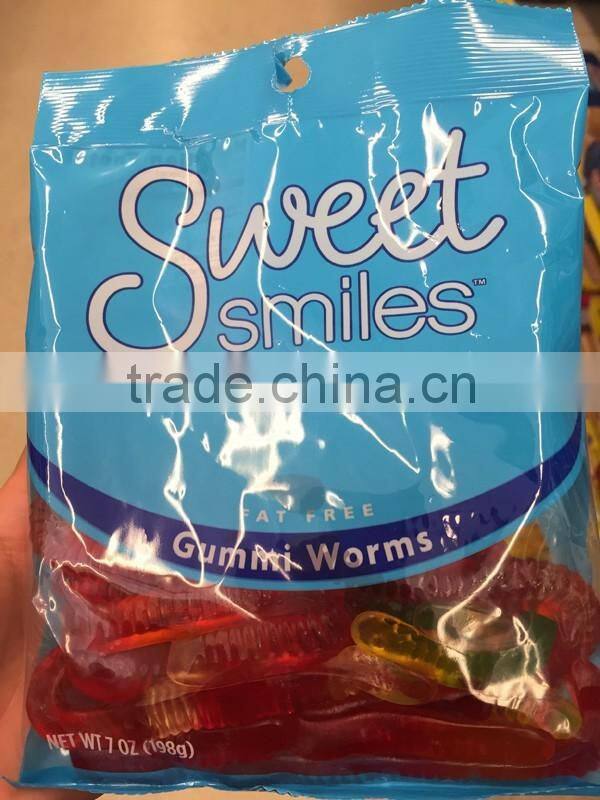 Sweet
smiles™
trade.china.cn
FAT FREE
Gummi Worms
NET WT 7 OZ (198g)